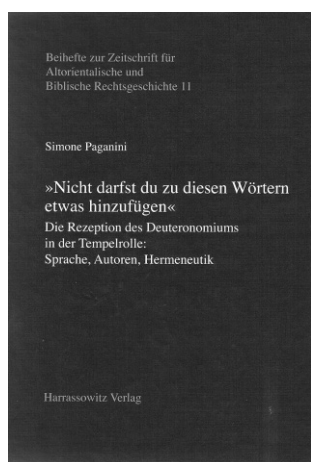 Beihefte zur Zeitschrift für
Altorientalische und
Biblische Rechtsgeschichte 11
Simone Paganini
»Nicht darfst du zu diesen Wörtern
etwas hinzufügen«
Die Rezeption des Deuteronomiums
in der Tempelrolle:
Sprache, Autoren, Hermeneutik
Harrassowitz Verlag